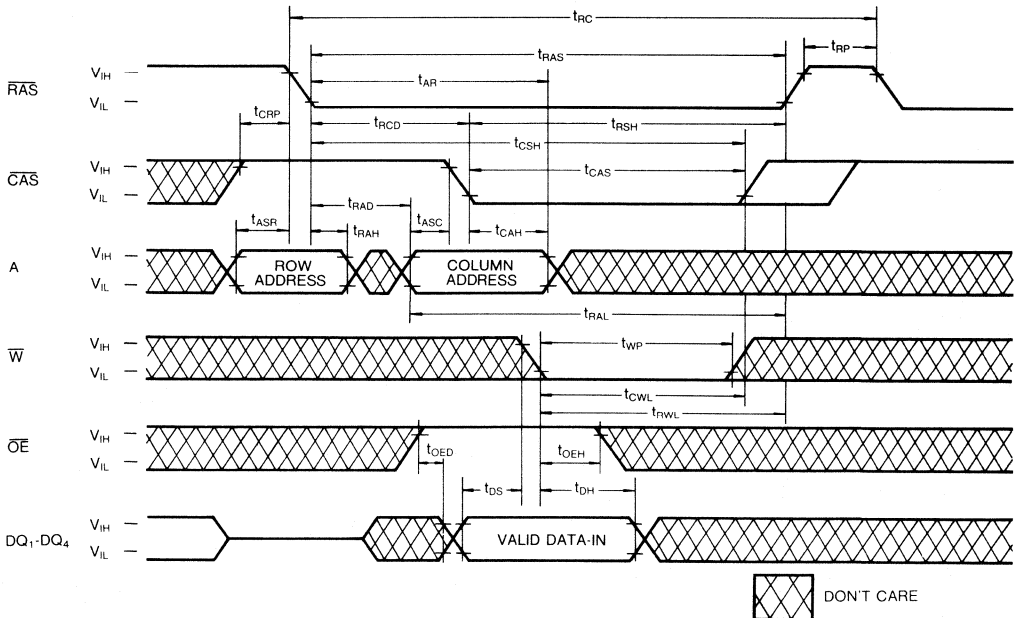 tRC
tRP
tRAS
tAR
RAS
VIH
VIL
tCRP
tRCD
tRSH
tCSH
CAS
VIH
VIL
tCAS
tRAD
tASR
tRAH
tASC
tCAH
A
VIH
VIL
ROW
ADDRESS
COLUMN
ADDRESS
tRAL
W
VIH
VIL
tWP
tCWL
tRWL
OE
VIH
VIL
tOED
tOEH
tDS
tDH
DQ1-DQ4
VIH
VIL
VALID DATA-IN
DON'T CARE